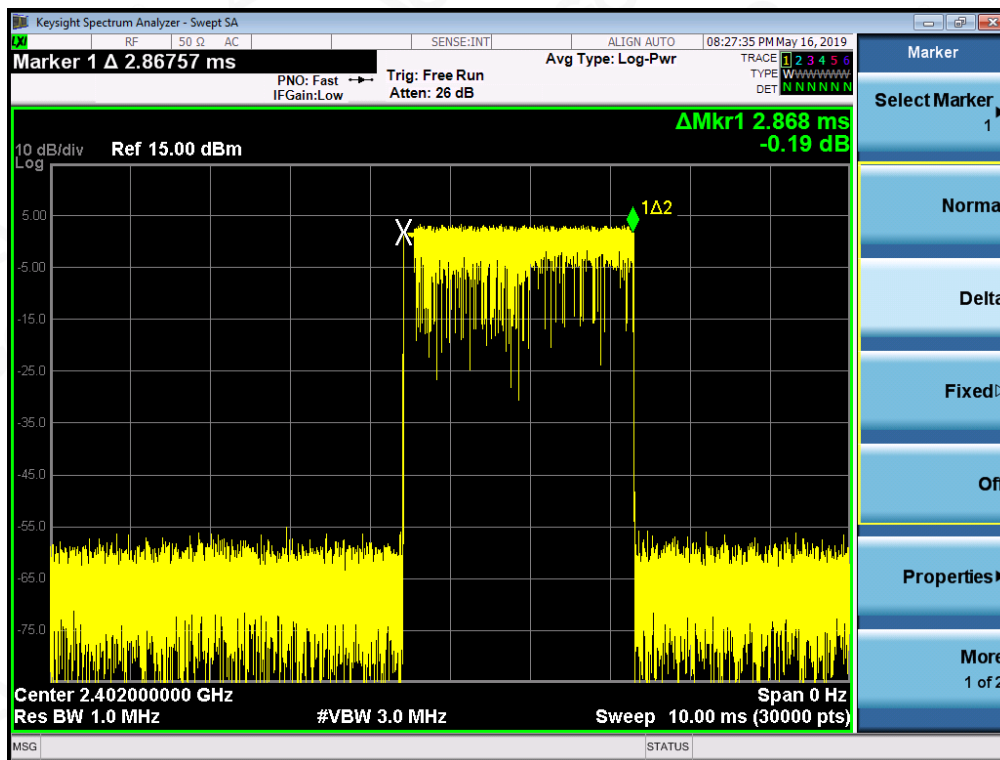 Keysight Spectrum Analyzer - Swept SA
LXI RF 50 Ω AC SENSE:INT ALIGN AUTO 08:27:35 PM May 16, 2019
Marker 1 Δ 2.86757 ms
PNO: Fast
IFGain:Low
Trig: Free Run
Atten: 26 dB
Avg Type: Log-Pwr
TRACE 1 2 3 4 5 6
TYPE WWWWWW
DET N N N N N N
ΔMkr1 2.868 ms
-0.19 dB
10 dB/div Ref 15.00 dBm
Log
5.00
-5.00
-15.0
-25.0
-35.0
-45.0
-55.0
-65.0
-75.0
1Δ2
Center 2.402000000 GHz Span 0 Hz
Res BW 1.0 MHz #VBW 3.0 MHz Sweep 10.00 ms (30000 pts)
MSG STATUS
Marker
Select Marker
1
Norma
Delta
Fixed
Off
Properties
More
1 of 2